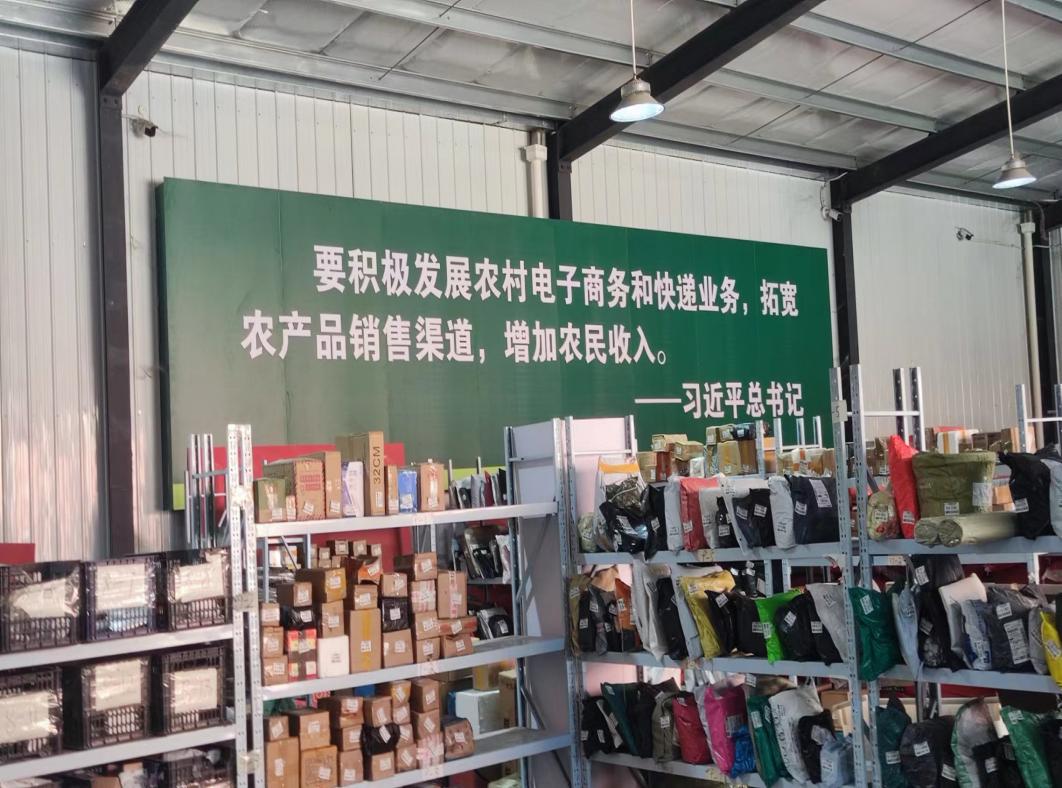 要积极发展农村电子商务和快递业务，拓宽
农产品销售渠道，增加农民收入。
——习近平总书记
32CM